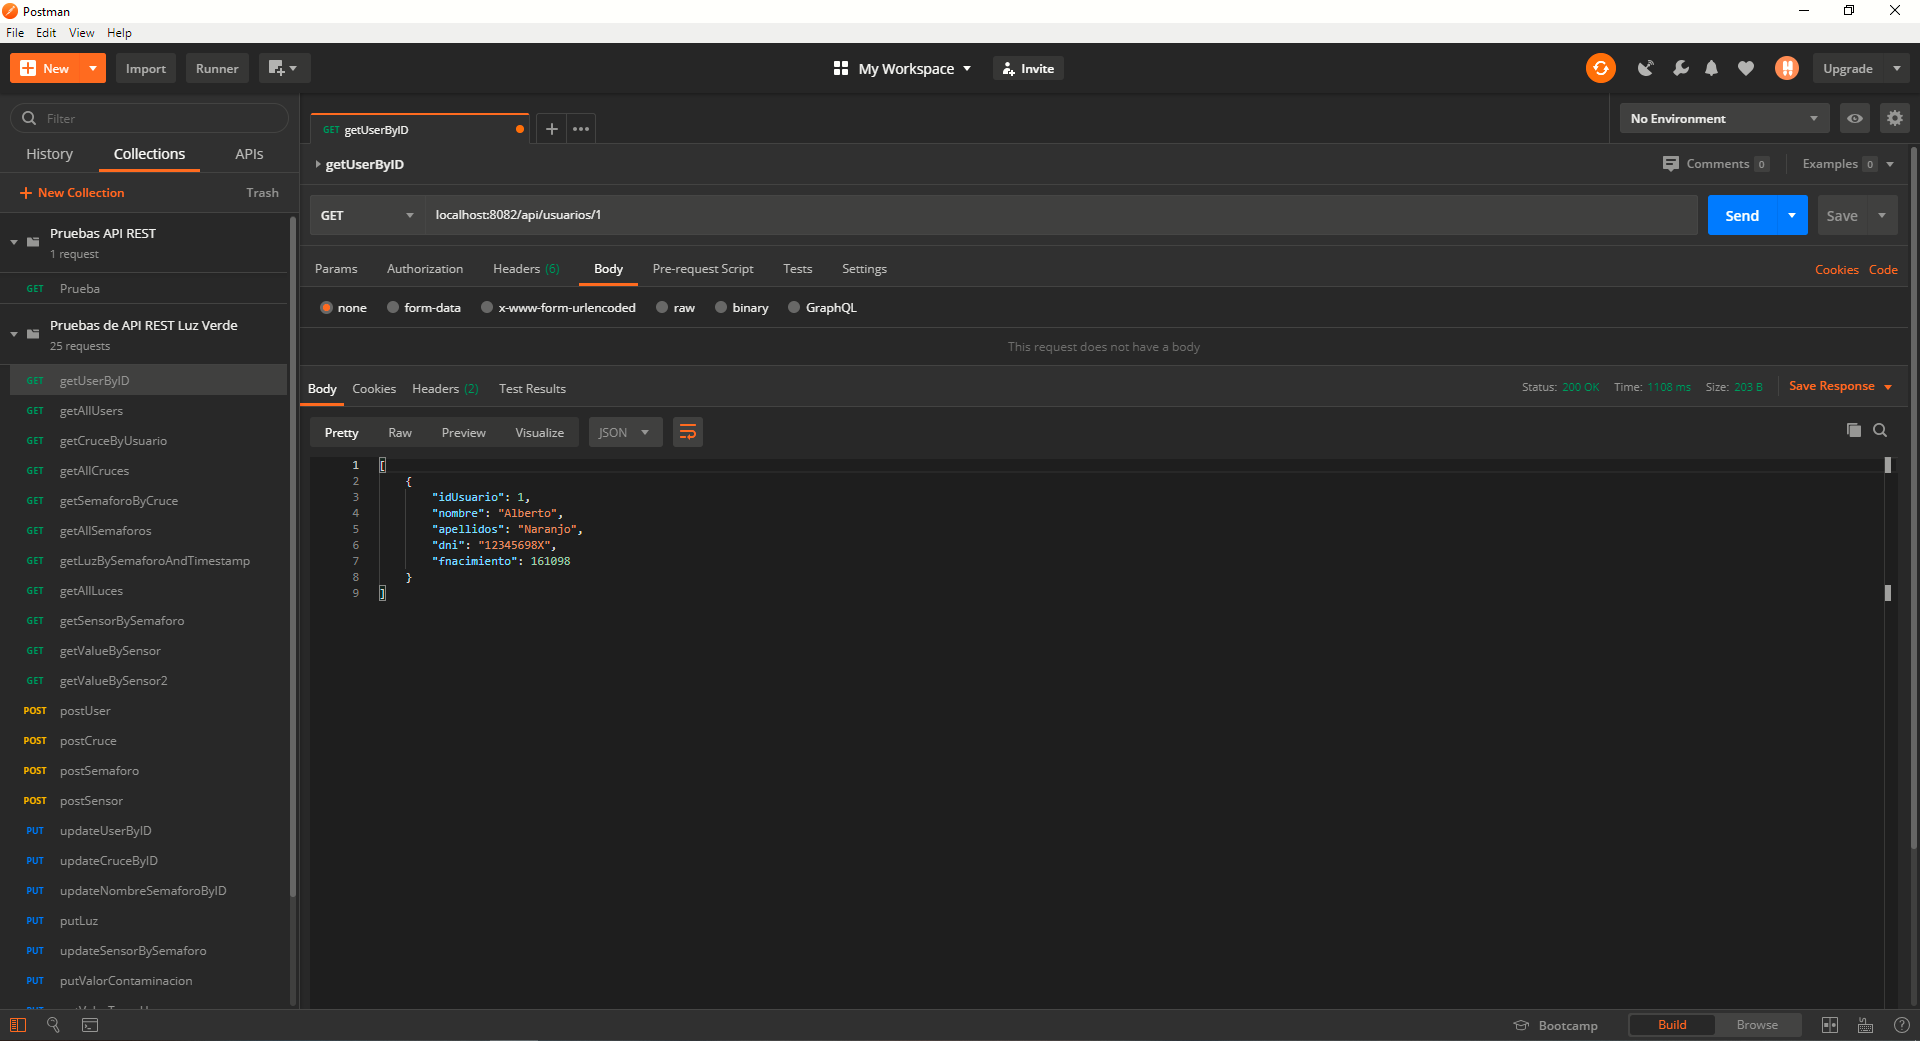 Postman
File Edit View Help
New Import Runner My Workspace Invite Upgrade
Filter
History Collections APIs
New Collection Trash
Pruebas API REST
1 request
GET Prueba
Pruebas de API REST Luz Verde
25 requests
GET getUserByID
GET getAllUsers
GET getCruceByUsuario
GET getAllCruces
GET getSemaforoByCruce
GET getAllSemaforos
GET getLuzBySemaforoAndTimestamp
GET getAllLuces
GET getSensorBySemaforo
GET getValueBySensor
GET getValueBySensor2
POST postUser
POST postCruce
POST postSemaforo
POST postSensor
PUT updateUserByID
PUT updateCruceByID
PUT updateNombreSemaforoByID
PUT putLuz
PUT updateSensorBySemaforo
PUT putValorContaminacion
GET getUserByID
No Environment
getUserByID
Comments 0 Examples 0
GET localhost:8082/api/usuarios/1 Send Save
Params Authorization Headers (6) Body Pre-request Script Tests Settings Cookies Code
none form-data x-www-form-urlencoded raw binary GraphQL
This request does not have a body
Body Cookies Headers (2) Test Results Status: 200 OK Time: 1108 ms Size: 203 B Save Response
Pretty Raw Preview Visualize JSON
1 [
2 {
3 "idUsuario": 1,
4 "nombre": "Alberto",
5 "apellidos": "Naranjo",
6 "dni": "12345698X",
7 "fnacimiento": 161098
8 }
9 ]
Bootcamp Build Browse